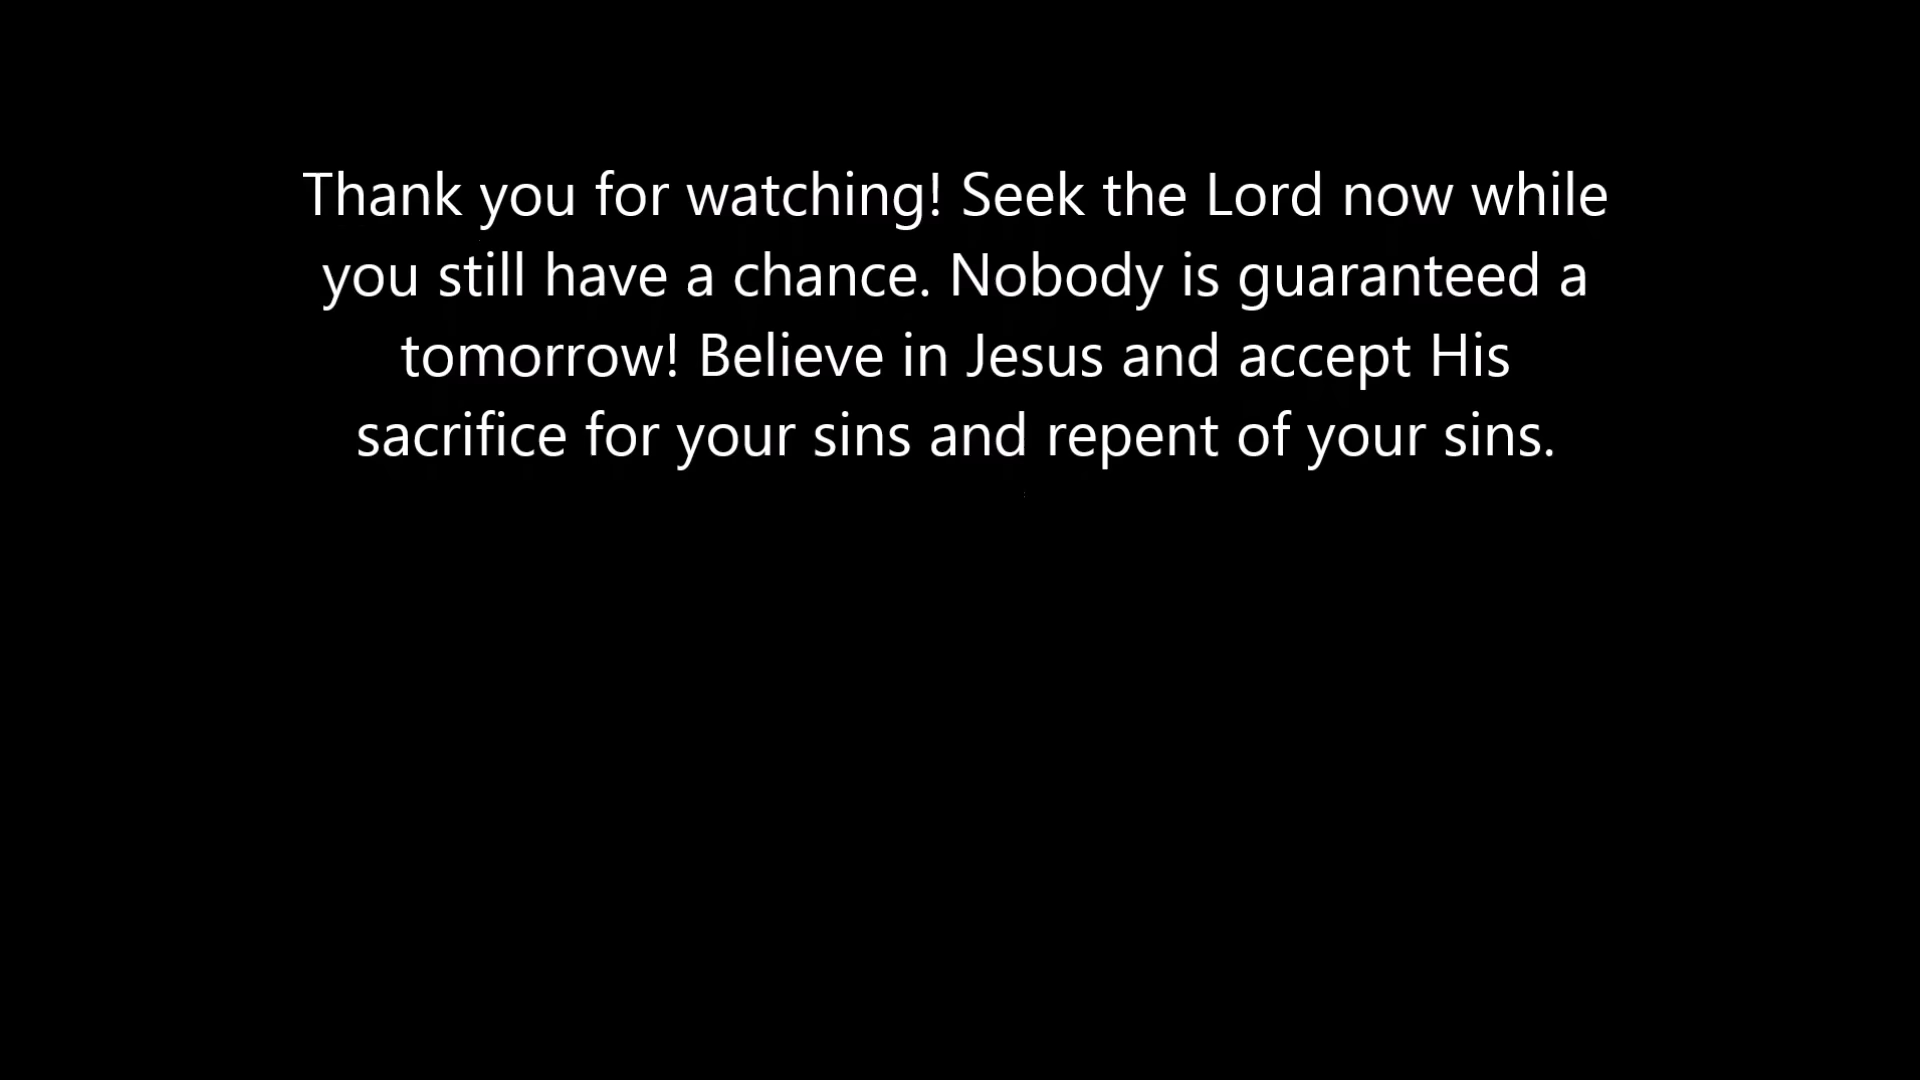 Thank you for watching! Seek the Lord now while
you still have a chance. Nobody is guaranteed a
tomorrow! Believe in Jesus and accept His
sacrifice for your sins and repent of your sins.